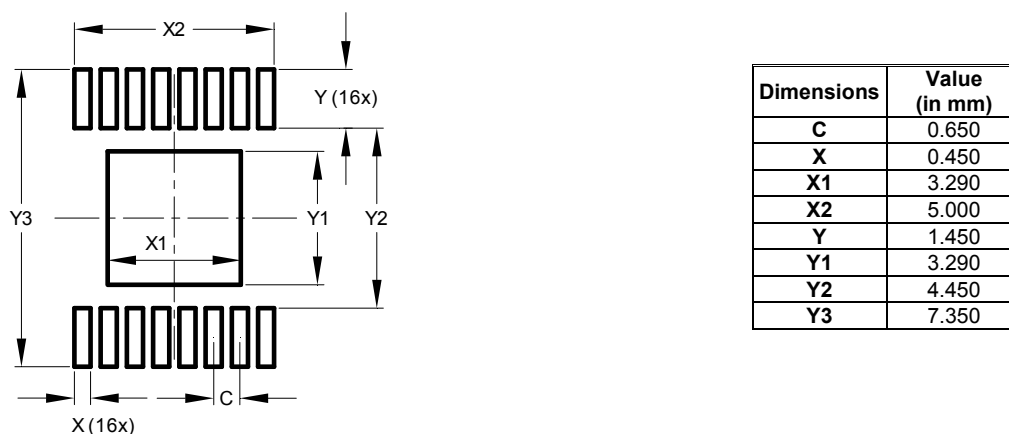 X2
Y (16x)
Y3
Y1
Y2
X1
C
X (16x)
Dimensions Value (in mm)
C 0.650
X 0.450
X1 3.290
X2 5.000
Y 1.450
Y1 3.290
Y2 4.450
Y3 7.350